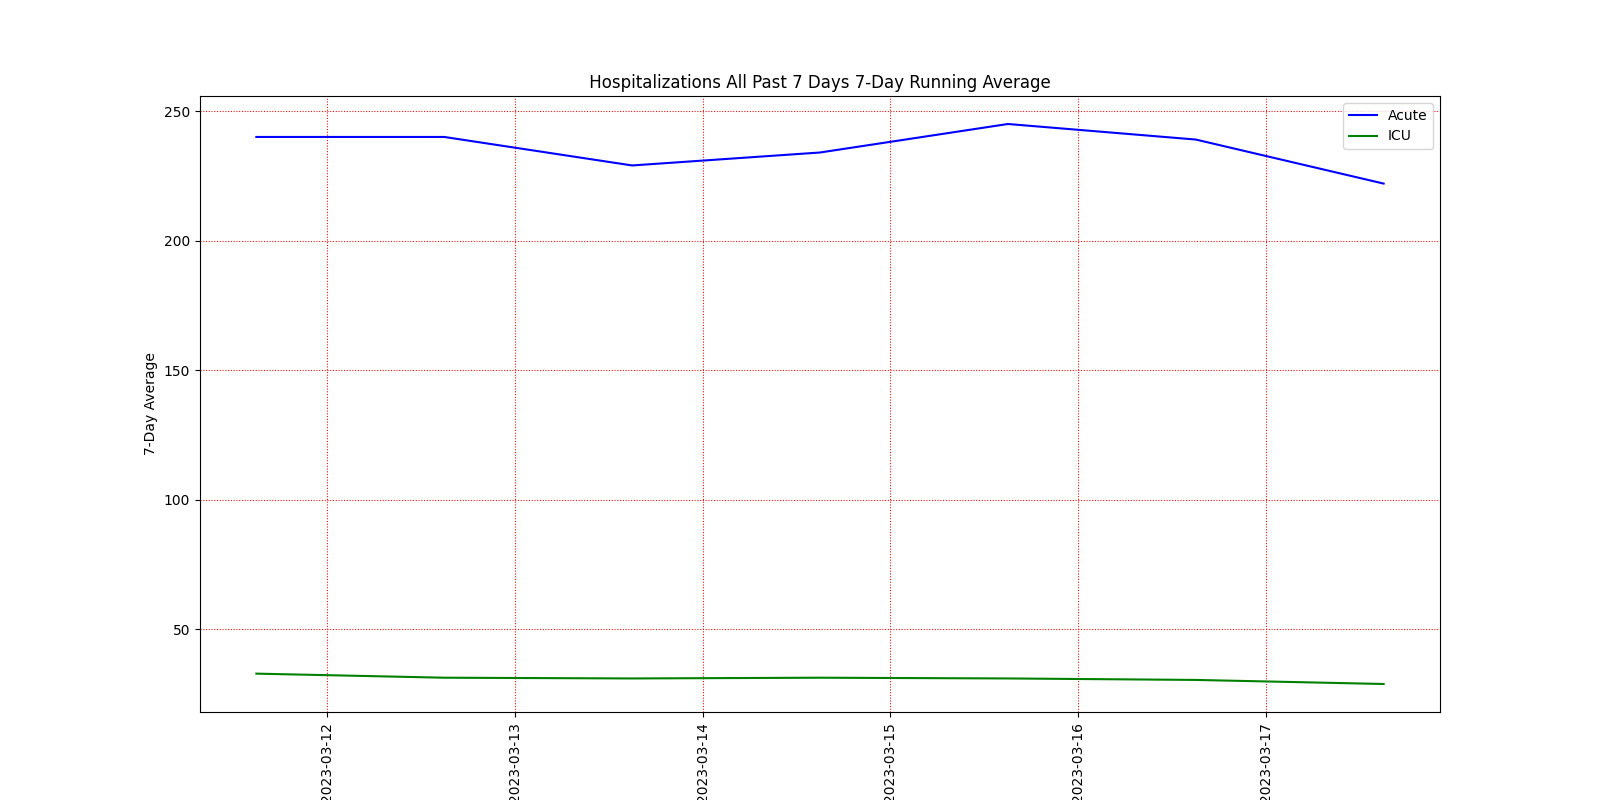 Hospitalizations All Past 7 Days 7-Day Running Average
250
200
150
100
50
7-Day Average
Acute
ICU
2023-03-12
2023-03-13
2023-03-14
2023-03-15
2023-03-16
2023-03-17